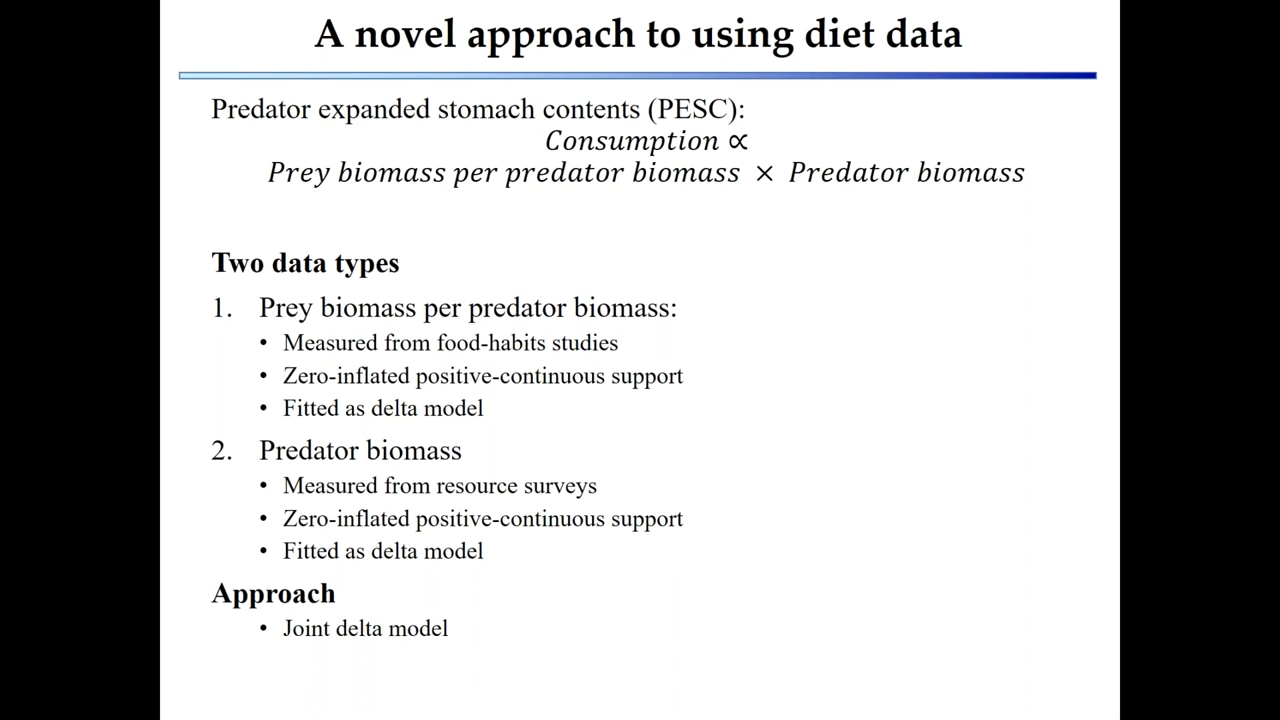 A novel approach to using diet data
Predator expanded stomach contents (PESC):
Consumption ∝
Prey biomass per predator biomass × Predator biomass
Two data types
1. Prey biomass per predator biomass:
• Measured from food-habits studies
• Zero-inflated positive-continuous support
• Fitted as delta model
2. Predator biomass
• Measured from resource surveys
• Zero-inflated positive-continuous support
• Fitted as delta model
Approach
• Joint delta model